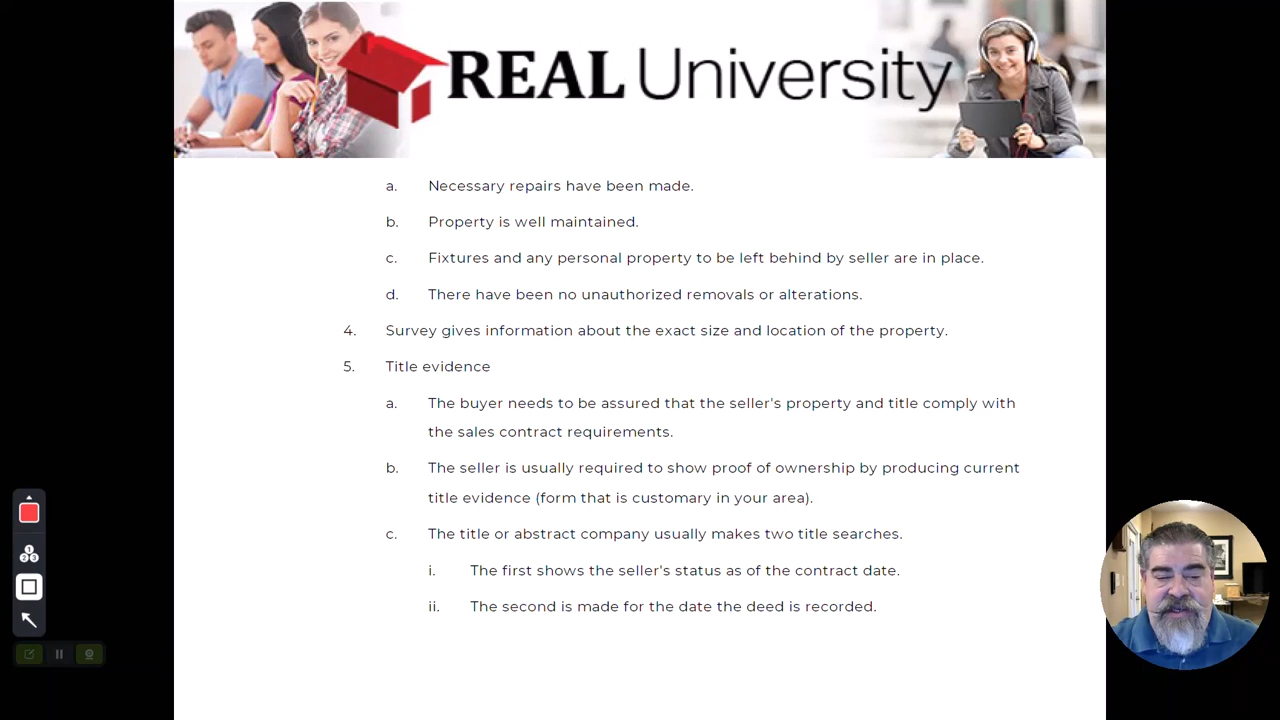 REAL University
a. Necessary repairs have been made.
b. Property is well maintained.
c. Fixtures and any personal property to be left behind by seller are in place.
d. There have been no unauthorized removals or alterations.
4. Survey gives information about the exact size and location of the property.
5. Title evidence
a. The buyer needs to be assured that the seller's property and title comply with
the sales contract requirements.
b. The seller is usually required to show proof of ownership by producing current
title evidence (form that is customary in your area).
c. The title or abstract company usually makes two title searches.
i. The first shows the seller's status as of the contract date.
ii. The second is made for the date the deed is recorded.